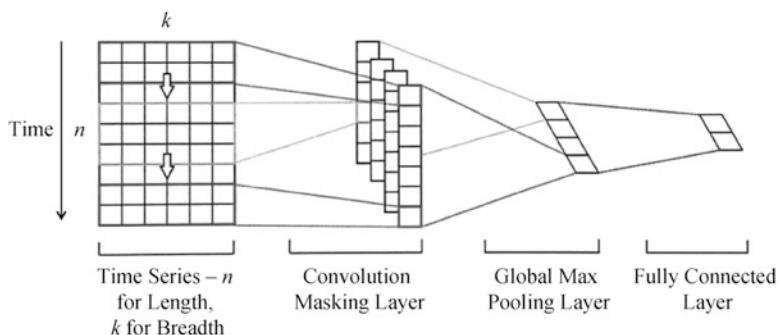 k
Time n
Time Series – n
for Length,
k for Breadth
Convolution
Masking Layer
Global Max
Pooling Layer
Fully Connected
Layer